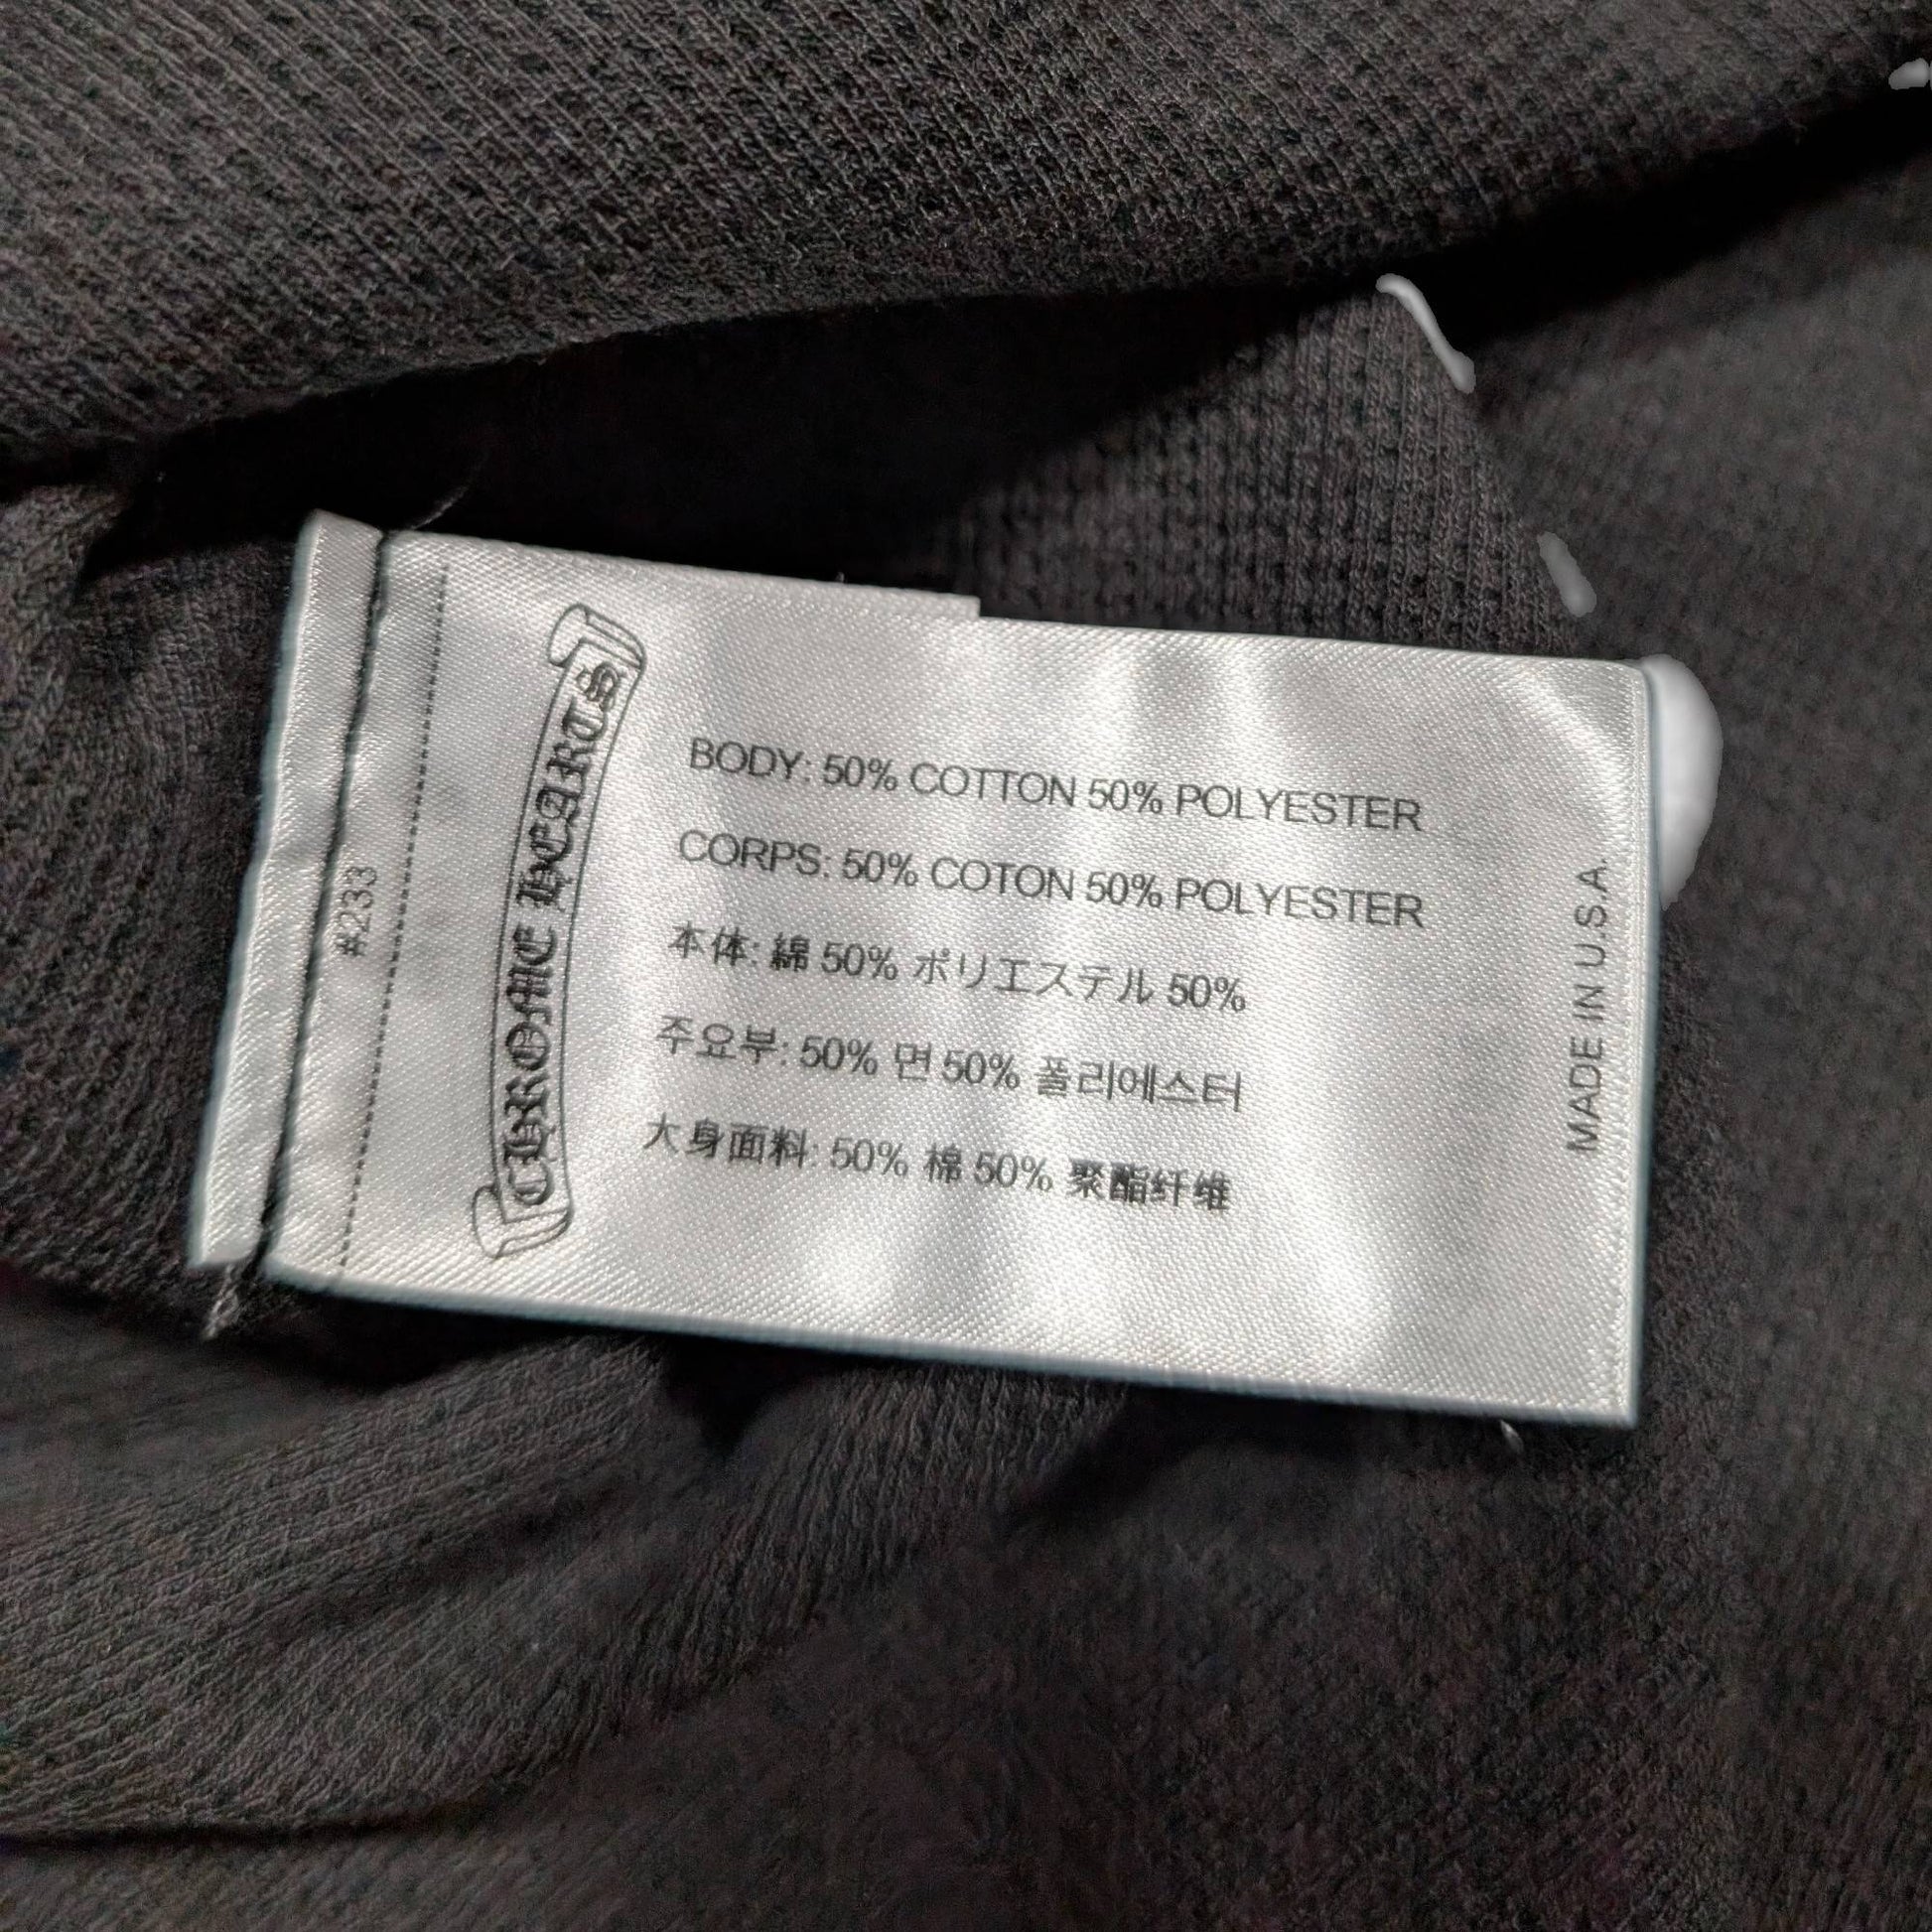 #233
CHROME HEARTS
BODY: 50% COTTON 50% POLYESTER
CORPS: 50% COTON 50% POLYESTER
本体: 綿 50% ポリエステル 50%
주요부: 50% 면 50% 폴리에스터
大身面料: 50% 棉 50% 聚酯纤维
MADE IN U.S.A.